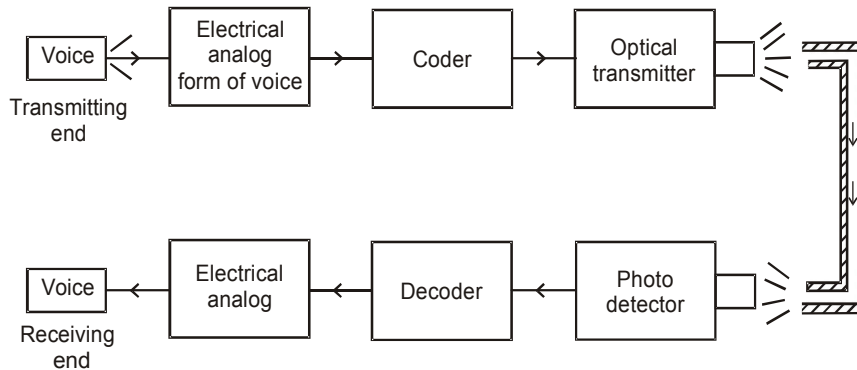 Voice
Transmitting
end
Electrical
analog
form of voice
Coder
Optical
transmitter
Voice
Receiving
end
Electrical
analog
Decoder
Photo
detector